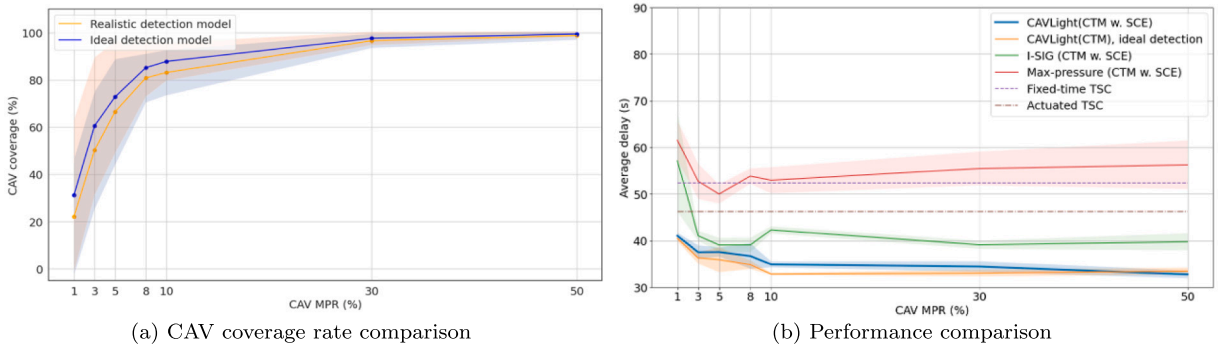 Realistic detection model
Ideal detection model
CAV coverage (%)
100
80
60
40
20
0
1 3 5 8 10 30 50
CAV MPR (%)
(a) CAV coverage rate comparison
CAVLight(CTM w. SCE)
CAVLight(CTM), ideal detection
I-SIG (CTM w. SCE)
Max-pressure (CTM w. SCE)
Fixed-time TSC
Actuated TSC
Average delay (s)
90
80
70
60
50
40
30
1 3 5 8 10 30 50
CAV MPR (%)
(b) Performance comparison